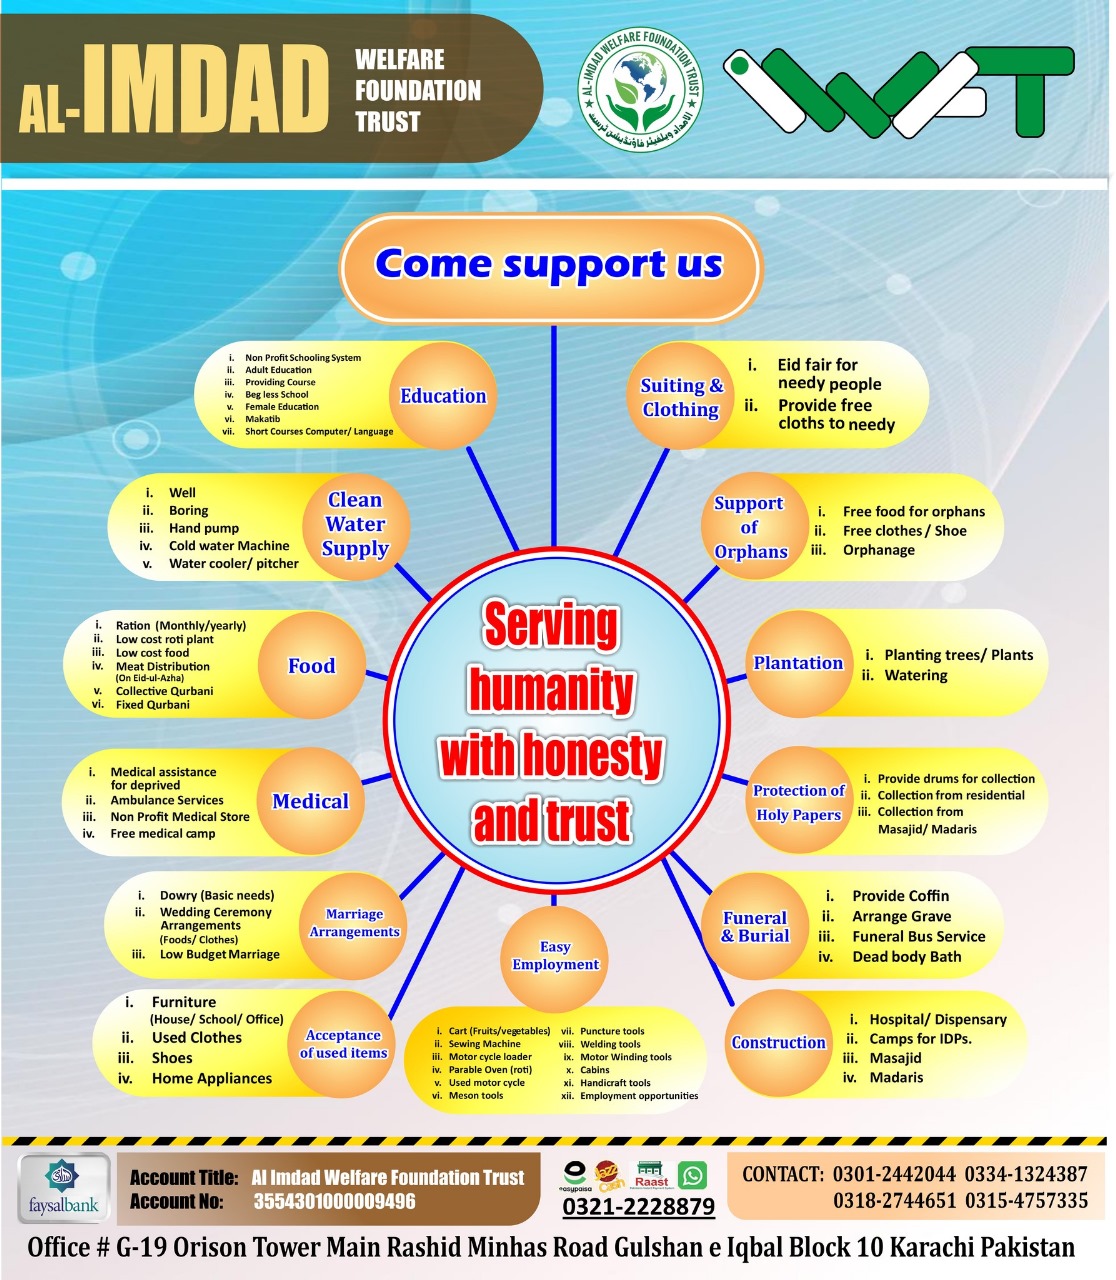 AL-IMDAD
WELFARE
FOUNDATION
TRUST
AL-IMDAD WELFARE FOUNDATION TRUST
الامداد ویلفیئر فاؤنڈیشن ٹرسٹ
iWFT
Come support us
i. Non Profit Schooling System
ii. Adult Education
iii. Providing Course
iv. Beg less School
v. Female Education
vi. Makatib
vii. Short Courses Computer/ Language
Education
Suiting &
Clothing
i. Eid fair for
needy people
ii. Provide free
cloths to needy
i. Well
ii. Boring
iii. Hand pump
iv. Cold water Machine
v. Water cooler/ pitcher
Clean
Water
Supply
Support
of
Orphans
i. Free food for orphans
ii. Free clothes / Shoe
iii. Orphanage
i. Ration (Monthly/yearly)
ii. Low cost roti plant
iii. Low cost food
iv. Meat Distribution
(On Eid-ul-Azha)
v. Collective Qurbani
vi. Fixed Qurbani
Food
Serving
humanity
with honesty
and trust
Plantation
i. Planting trees/ Plants
ii. Watering
i. Medical assistance
for deprived
ii. Ambulance Services
iii. Non Profit Medical Store
iv. Free medical camp
Medical
Protection of
Holy Papers
i. Provide drums for collection
ii. Collection from residential
iii. Collection from
Masajid/ Madaris
i. Dowry (Basic needs)
ii. Wedding Ceremony
Arrangements
(Foods/ Clothes)
iii. Low Budget Marriage
Marriage
Arrangements
Funeral
& Burial
i. Provide Coffin
ii. Arrange Grave
iii. Funeral Bus Service
iv. Dead body Bath
i. Furniture
(House/ School/ Office)
ii. Used Clothes
iii. Shoes
iv. Home Appliances
Acceptance
of used items
Easy
Employment
i. Cart (Fruits/vegetables)
ii. Sewing Machine
iii. Motor cycle loader
iv. Parable Oven (roti)
v. Used motor cycle
vi. Meson tools
vii. Puncture tools
viii. Welding tools
ix. Motor Winding tools
x. Cabins
xi. Handicraft tools
xii. Employment opportunities
Construction
i. Hospital/ Dispensary
ii. Camps for IDPs.
iii. Masajid
iv. Madaris
faysalbank
Account Title: Al Imdad Welfare Foundation Trust
Account No: 3554301000009496
easypaisa
Jazz
Cash
Raast
0321-2228879
CONTACT: 0301-2442044 0334-1324387
0318-2744651 0315-4757335
Office # G-19 Orison Tower Main Rashid Minhas Road Gulshan e Iqbal Block 10 Karachi Pakistan